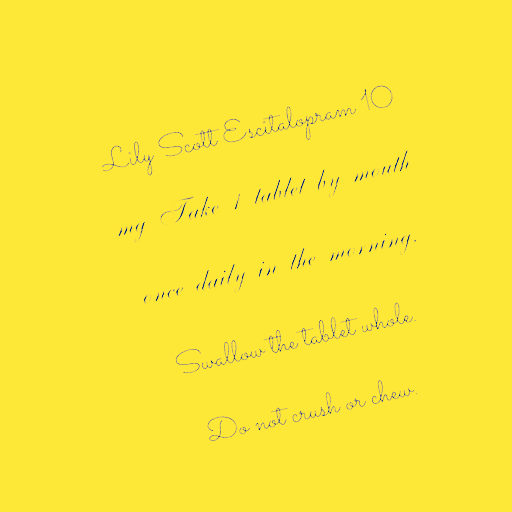 Lily Scott Escitalopram 10
mg Take 1 tablet by mouth
once daily in the morning.
Swallow the tablet whole.
Do not crush or chew.